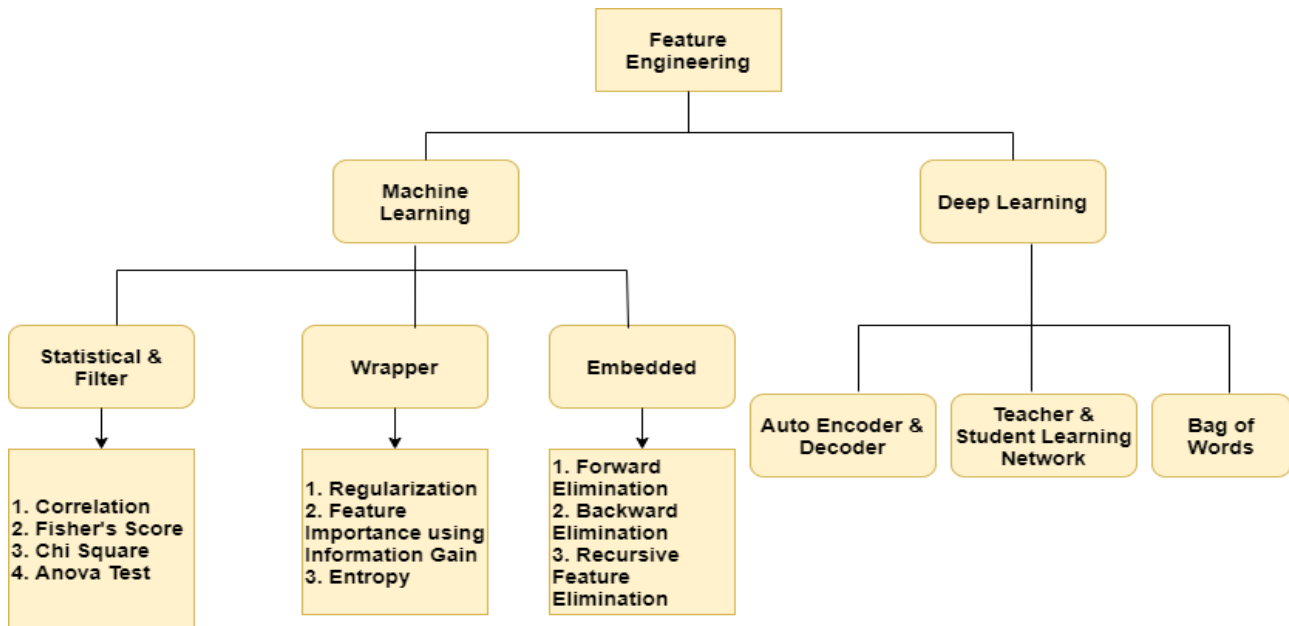 Feature
Engineering
Machine
Learning
Deep Learning
Statistical &
Filter
Wrapper
Embedded
Auto Encoder &
Decoder
Teacher &
Student Learning
Network
Bag of
Words
1. Correlation
2. Fisher's Score
3. Chi Square
4. Anova Test
1. Regularization
2. Feature
Importance using
Information Gain
3. Entropy
1. Forward
Elimination
2. Backward
Elimination
3. Recursive
Feature
Elimination